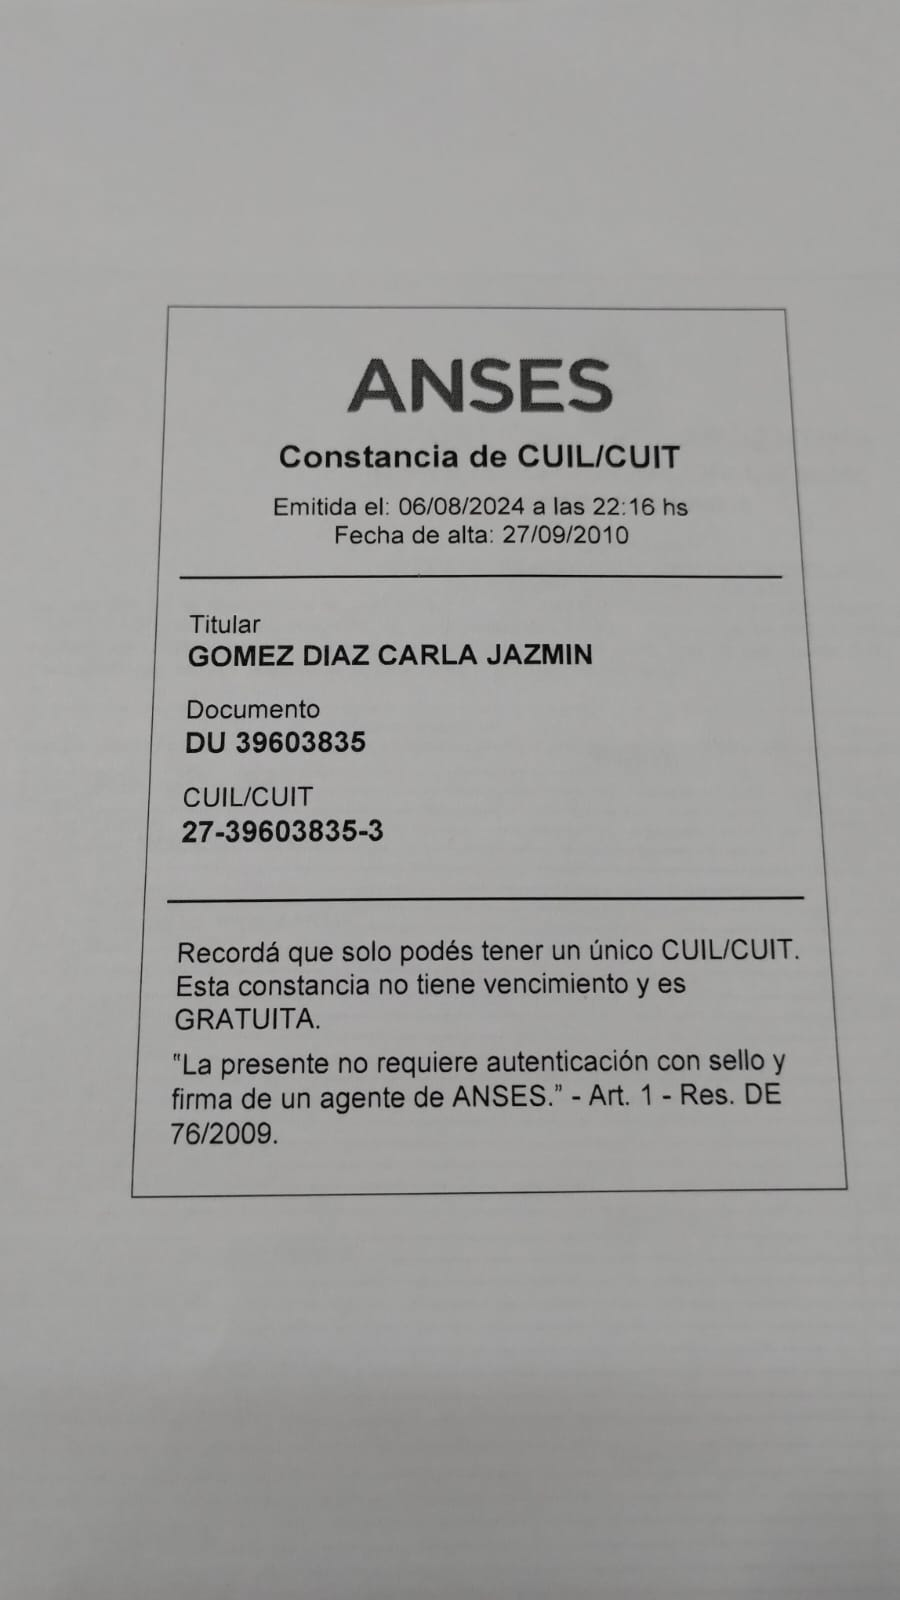 ANSES
Constancia de CUIL/CUIT
Emitida el: 06/08/2024 a las 22:16 hs
Fecha de alta: 27/09/2010
Titular
GOMEZ DIAZ CARLA JAZMIN
Documento
DU 39603835
CUIL/CUIT
27-39603835-3
Recordá que solo podés tener un único CUIL/CUIT.
Esta constancia no tiene vencimiento y es
GRATUITA.
"La presente no requiere autenticación con sello y
firma de un agente de ANSES.” - Art. 1 - Res. DE
76/2009.